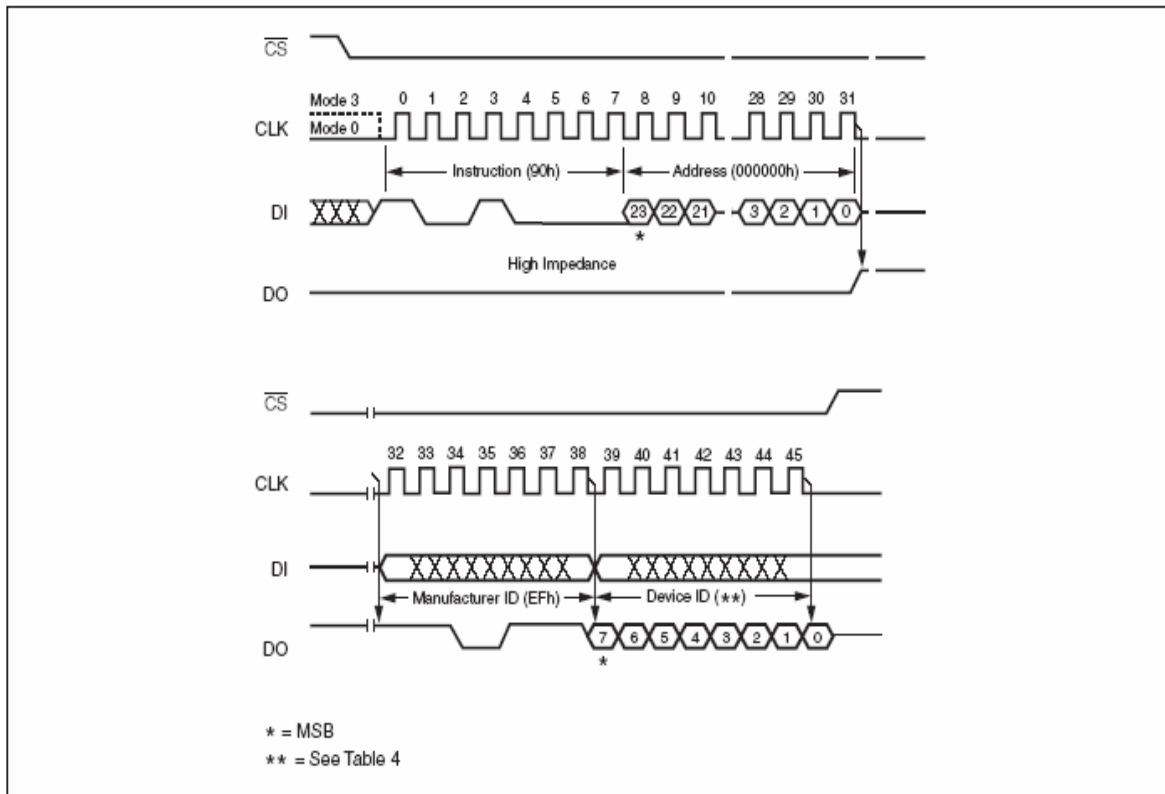 CS
Mode 3
0 1 2 3 4 5 6 7 8 9 10 28 29 30 31
CLK
Mode 0
Instruction (90h)
Address (000000h)
DI
23 22 21 3 2 1 0
*
High Impedance
DO
CS
32 33 34 35 36 37 38 39 40 41 42 43 44 45
CLK
DI
Manufacturer ID (EFh)
Device ID (**)
DO
7 6 5 4 3 2 1 0
*
* = MSB
** = See Table 4